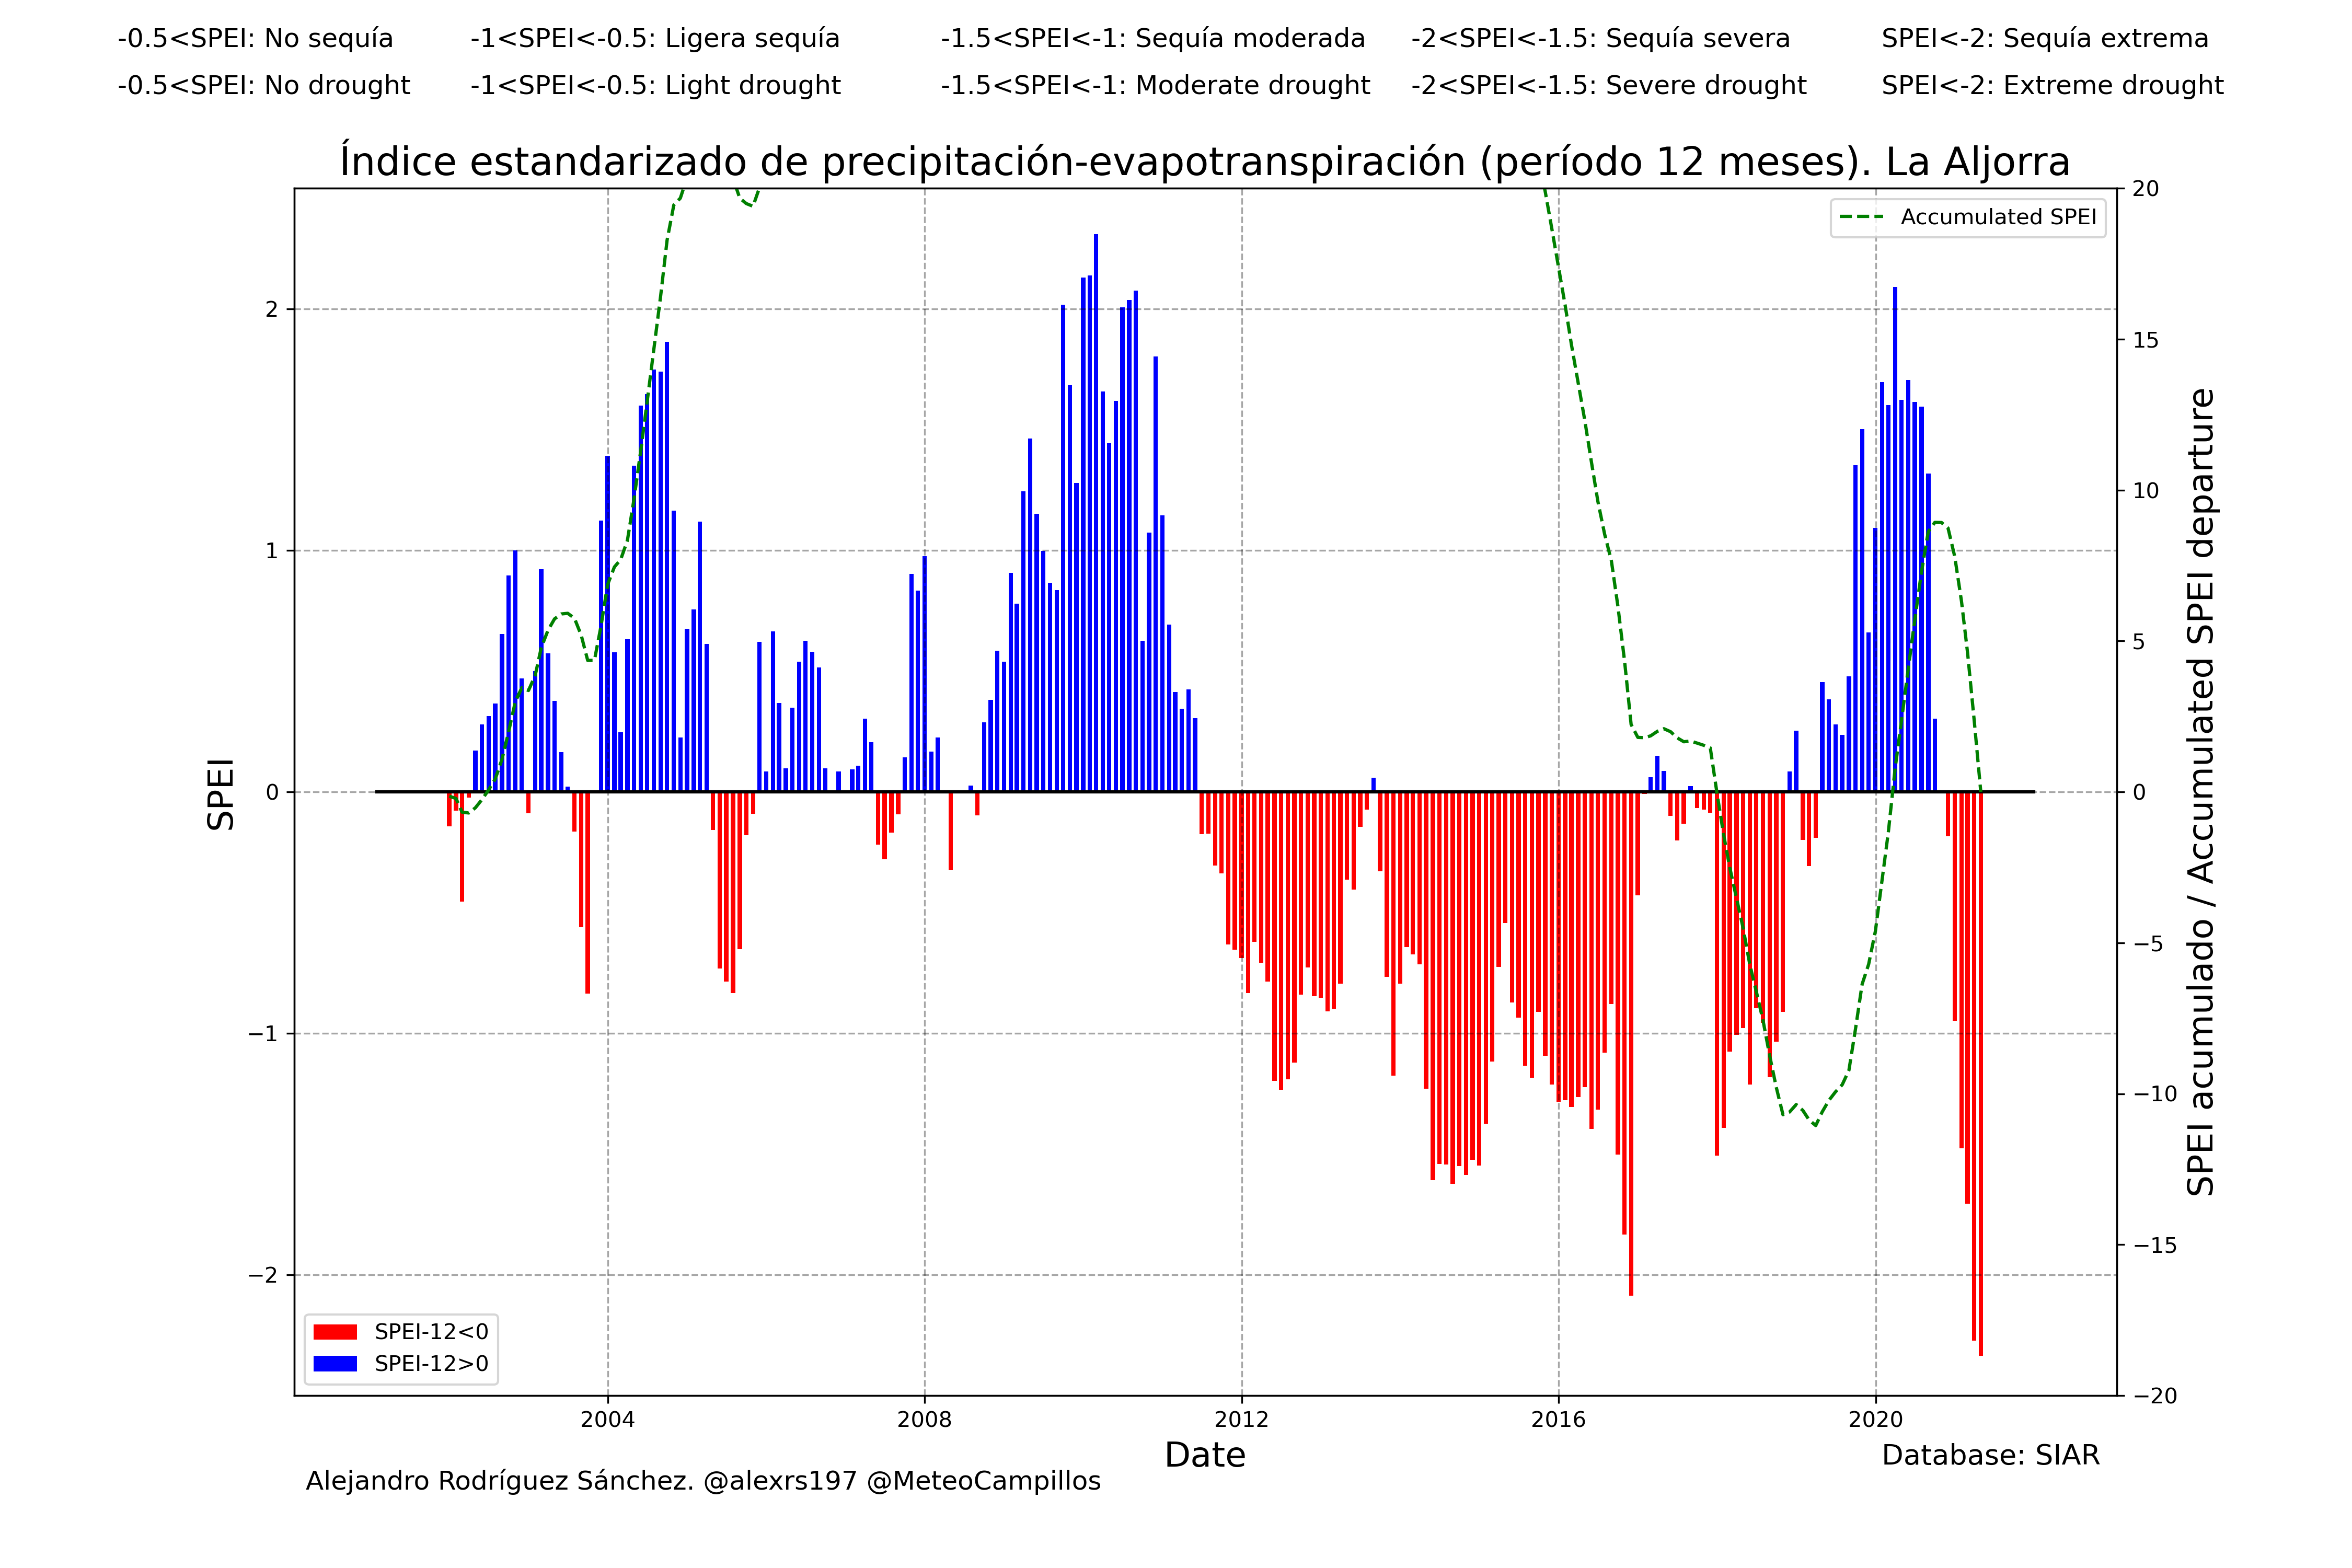 -0.5<SPEI: No sequía -1<SPEI<-0.5: Ligera sequía -1.5<SPEI<-1: Sequía moderada -2<SPEI<-1.5: Sequía severa SPEI<-2: Sequía extrema
-0.5<SPEI: No drought -1<SPEI<-0.5: Light drought -1.5<SPEI<-1: Moderate drought -2<SPEI<-1.5: Severe drought SPEI<-2: Extreme drought
Índice estandarizado de precipitación-evapotranspiración (período 12 meses). La Aljorra
Accumulated SPEI
SPEI
2
1
0
−1
−2
20
15
10
5
0
−5
−10
−15
−20
SPEI acumulado / Accumulated SPEI departure
SPEI-12<0
SPEI-12>0
2004 2008 2012 2016 2020
Date
Database: SIAR
Alejandro Rodríguez Sánchez. @alexrs197 @MeteoCampillos